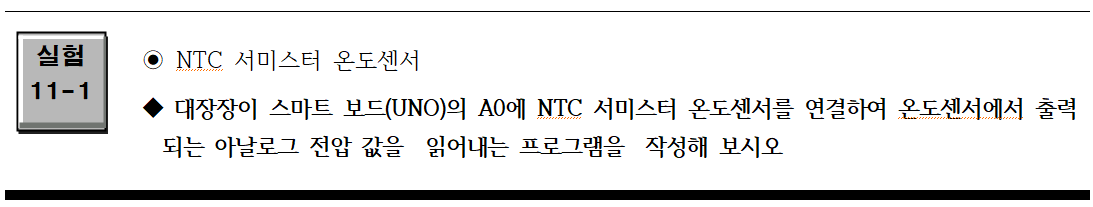 실험
11-1
◉ NTC 서미스터 온도센서
◆ 대장장이 스마트 보드(UNO)의 A0에 NTC 서미스터 온도센서를 연결하여 온도센서에서 출력
되는 아날로그 전압 값을 읽어내는 프로그램을 작성해 보시오